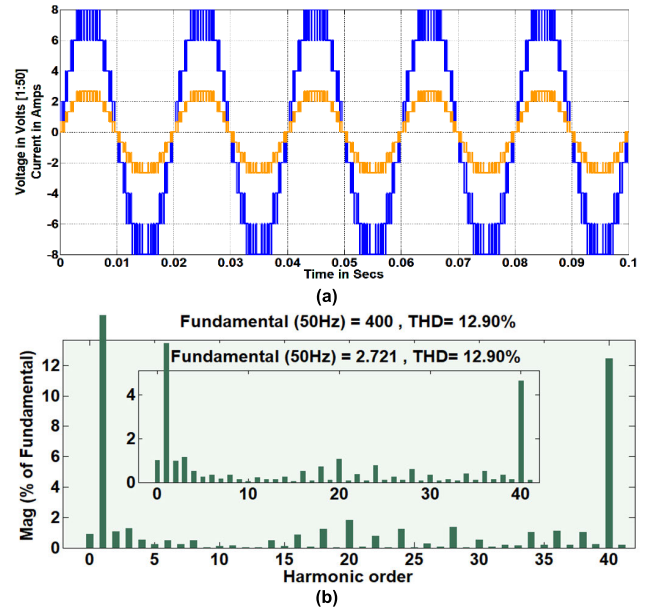 Voltage in Volts [1:50]
Current in Amps
8
6
4
2
0
-2
-4
-6
-8
0 0.01 0.02 0.03 0.04 0.05 0.06 0.07 0.08 0.09 0.1
Time in Secs
(a)
Fundamental (50Hz) = 400 , THD= 12.90%
Fundamental (50Hz) = 2.721 , THD= 12.90%
Mag (% of Fundamental)
12
10
8
6
4
2
0
4
2
0
0 10 20 30 40
0 5 10 15 20 25 30 35 40
Harmonic order
(b)